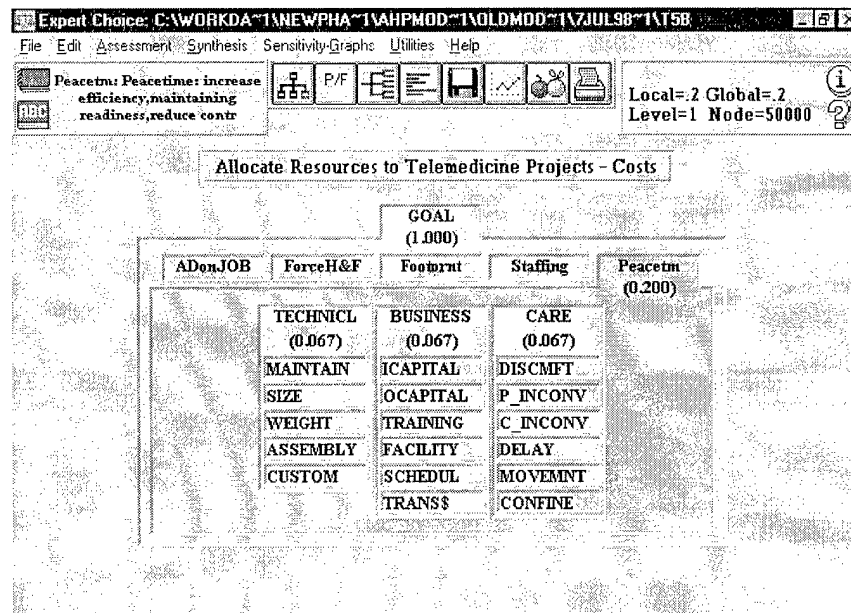 Expert Choice: C:\WORKDA~1\NEWPHA~1\AHPMOD~1\OLDMOD~1\7JUL98~1\T5B
File Edit Assessment Synthesis Sensitivity-Graphs Utilities Help
Peacetm: Peacetime: increase
efficiency,maintaining
readiness,reduce contr
ABC
P/F
Local=.2 Global=.2
Level=1 Node=50000
Allocate Resources to Telemedicine Projects - Costs
GOAL
(1.000)
ADonJOB ForceH&F Footprnt Staffing Peacetm
(0.200)
TECHNICL BUSINESS CARE
(0.067) (0.067) (0.067)
MAINTAIN ICAPITAL DISCMFT
SIZE OCAPITAL P_INCONV
WEIGHT TRAINING C_INCONV
ASSEMBLY FACILITY DELAY
CUSTOM SCHEDUL MOVEMNT
TRANS$ CONFINE